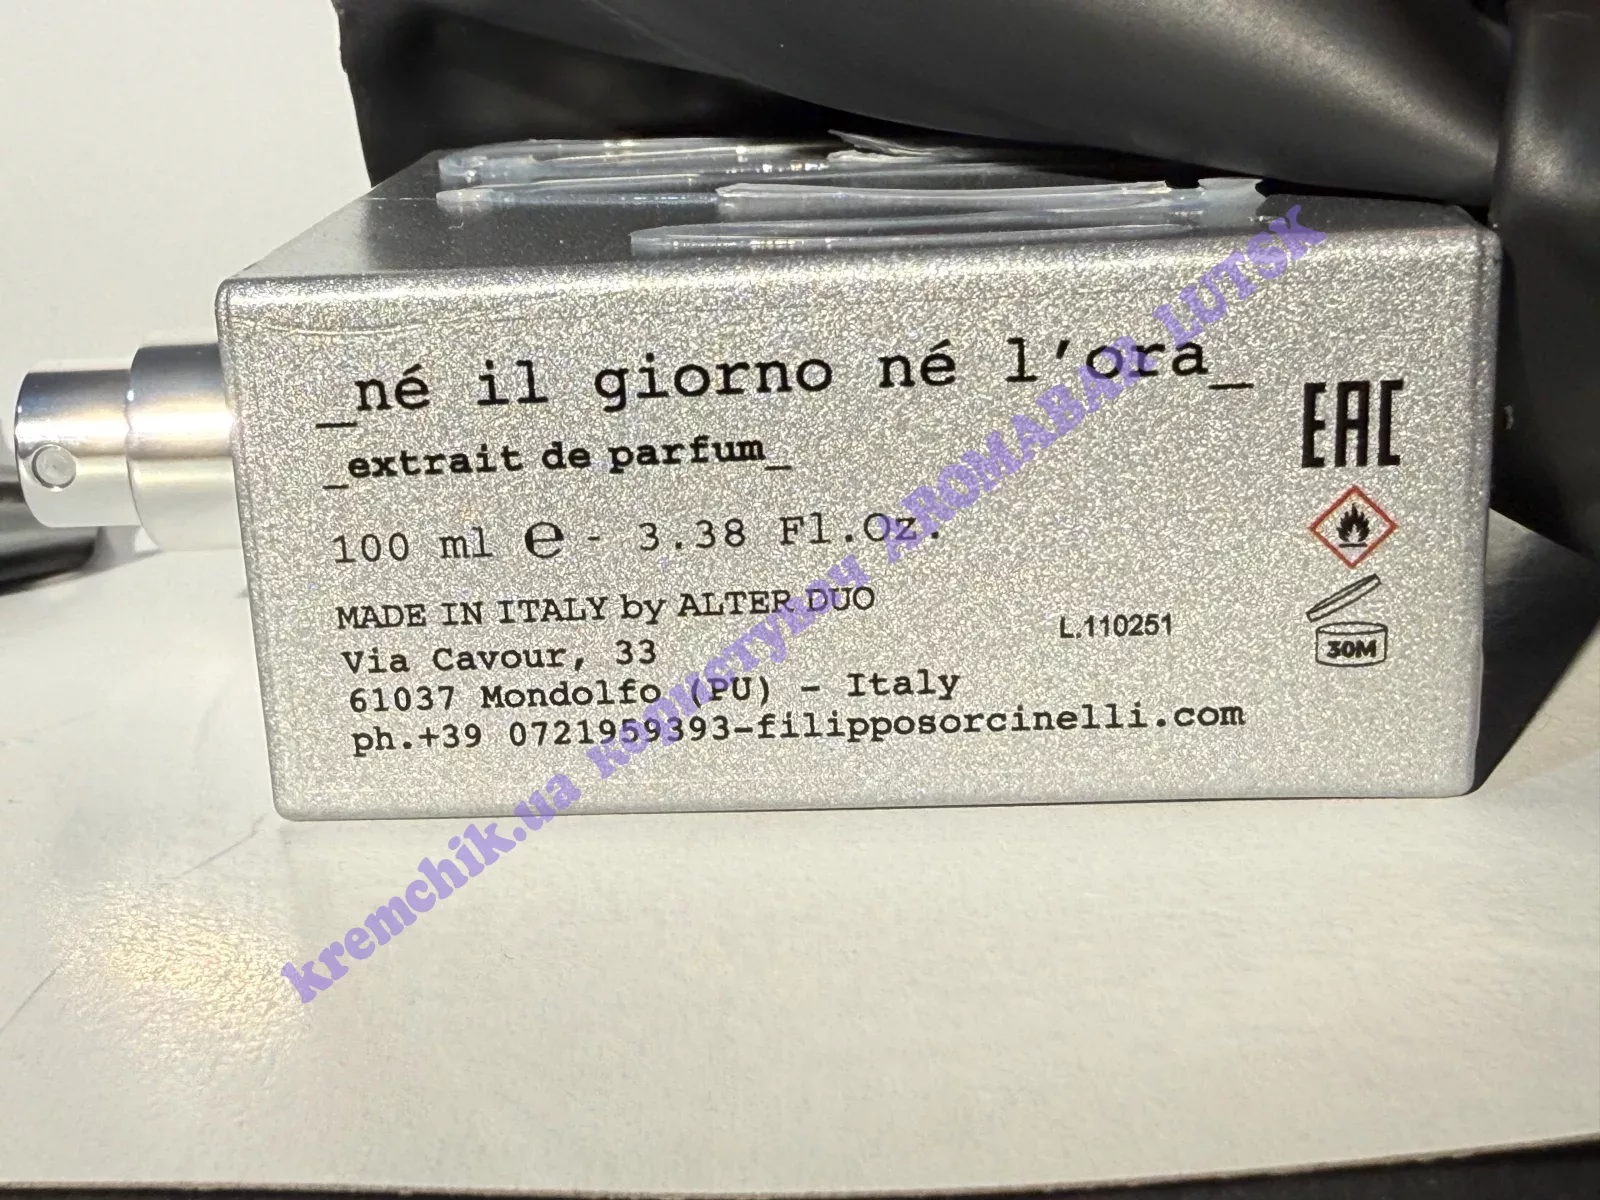 _né il giorno né l'ora_
_extrait de parfum_
100 ml ℮ - 3.38 Fl.Oz.
MADE IN ITALY by ALTER DUO
Via Cavour, 33
61037 Mondolfo (PU) - Italy
ph.+39 0721959393-filipposorcinelli.com
L.110251
EAC
30M
kremchik.ua користувач AROMABAR LUTSK